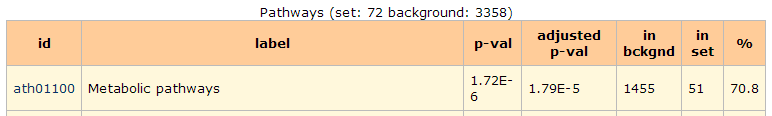 Pathways (set: 72 background: 3358)
id label p-val adjusted p-val in bckgnd in set %
ath01100 Metabolic pathways 1.72E-6 1.79E-5 1455 51 70.8